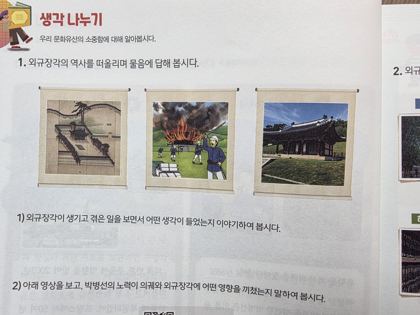 생각 나누기
우리 문화유산의 소중함에 대해 알아봅시다.
1. 외규장각의 역사를 떠올리며 물음에 답해 봅시다.
1) 외규장각이 생기고 겪은 일을 보면서 어떤 생각이 들었는지 이야기하여 봅시다.
2) 아래 영상을 보고, 박병선의 노력이 의궤와 외규장각에 어떤 영향을 끼쳤는지 말하여 봅시다.
2. 외규